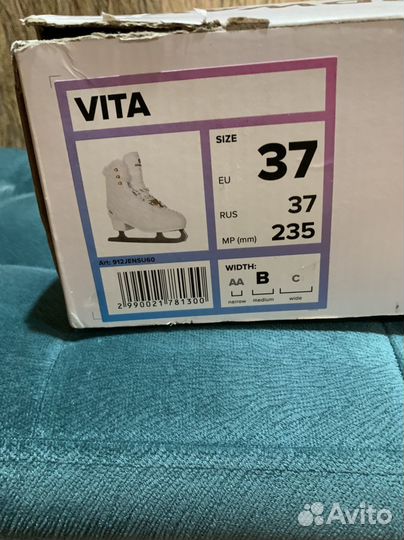 VITA
SIZE
EU 37
RUS 37
MP (mm) 235
Art: 912JENSU60
2 990021 781300
WIDTH:
AA B C
narrow medium wide
Avito